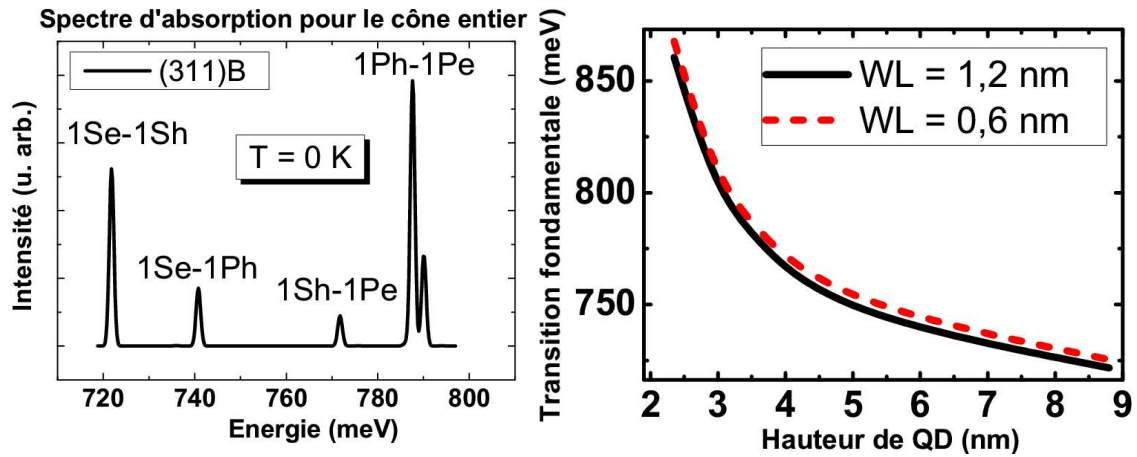 Spectre d'absorption pour le cône entier
(311)B
1Ph-1Pe
1Se-1Sh
T = 0 K
1Se-1Ph
1Sh-1Pe
Intensité (u. arb.)
720 740 760 780 800
Energie (meV)
Transition fondamentale (meV)
850
800
750
WL = 1,2 nm
WL = 0,6 nm
2 3 4 5 6 7 8 9
Hauteur de QD (nm)